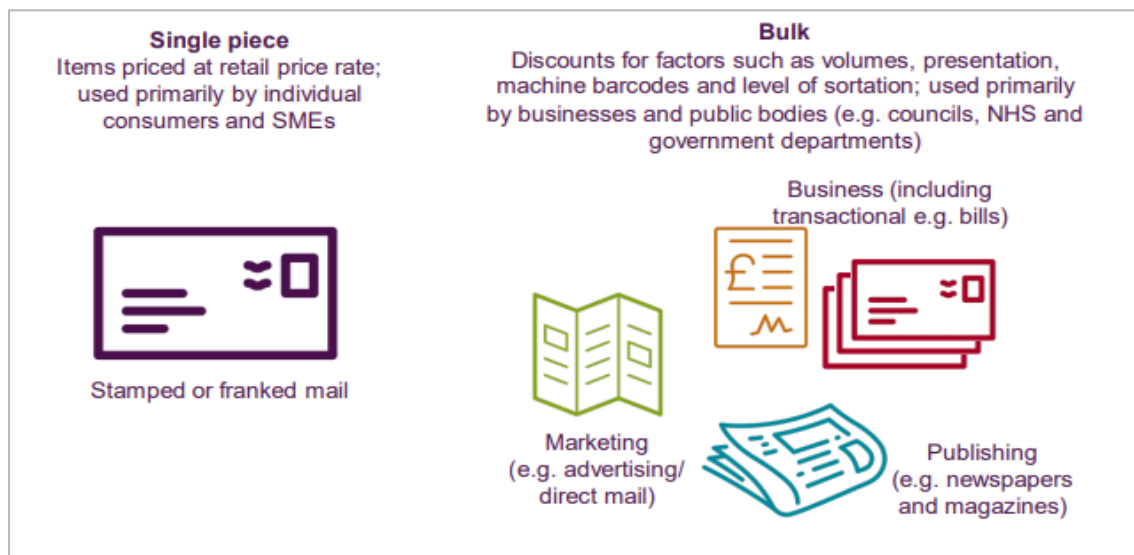 Single piece
Items priced at retail price rate;
used primarily by individual
consumers and SMEs
Stamped or franked mail
Bulk
Discounts for factors such as volumes, presentation,
machine barcodes and level of sortation; used primarily
by businesses and public bodies (e.g. councils, NHS and
government departments)
Business (including
transactional e.g. bills)
£
Marketing
(e.g. advertising/
direct mail)
Publishing
(e.g. newspapers
and magazines)